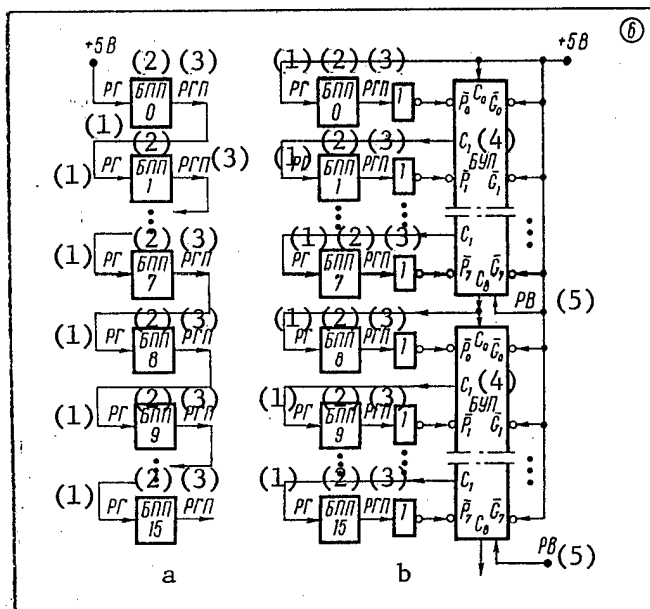 ⑥
+5В
(2) (3)
РГ БПП 0 РГП
(1)
(2)
(1) РГ БПП 1 РГП (3)
(2) (3)
(1) РГ БПП 7 РГП
(2) (3)
(1) РГ БПП 8 РГП
(2) (3)
(1) РГ БПП 9 РГП
(2) (3)
(1) РГ БПП 15 РГП
a
+5В
(1) (2) (3)
РГ БПП 0 РГП 1 P̄₀ C₀ Ḡ₀
(1) (2) (3) C₁ (4)
РГ БПП 1 РГП 1 P̄₁ БУП Ḡ₁
(1) (2) (3) C₁
РГ БПП 7 РГП 1 P̄₇ C₈ Ḡ₇
РВ (5)
(1) (2) (3)
РГ БПП 8 РГП 1 P̄₀ C₀ Ḡ₀
(1) (2) (3) C₁ (4)
РГ БПП 9 РГП 1 P̄₁ БУП Ḡ₁
(1) (2) (3) C₁
РГ БПП 15 РГП 1 P̄₇ C₈ Ḡ₇
РВ (5)
b